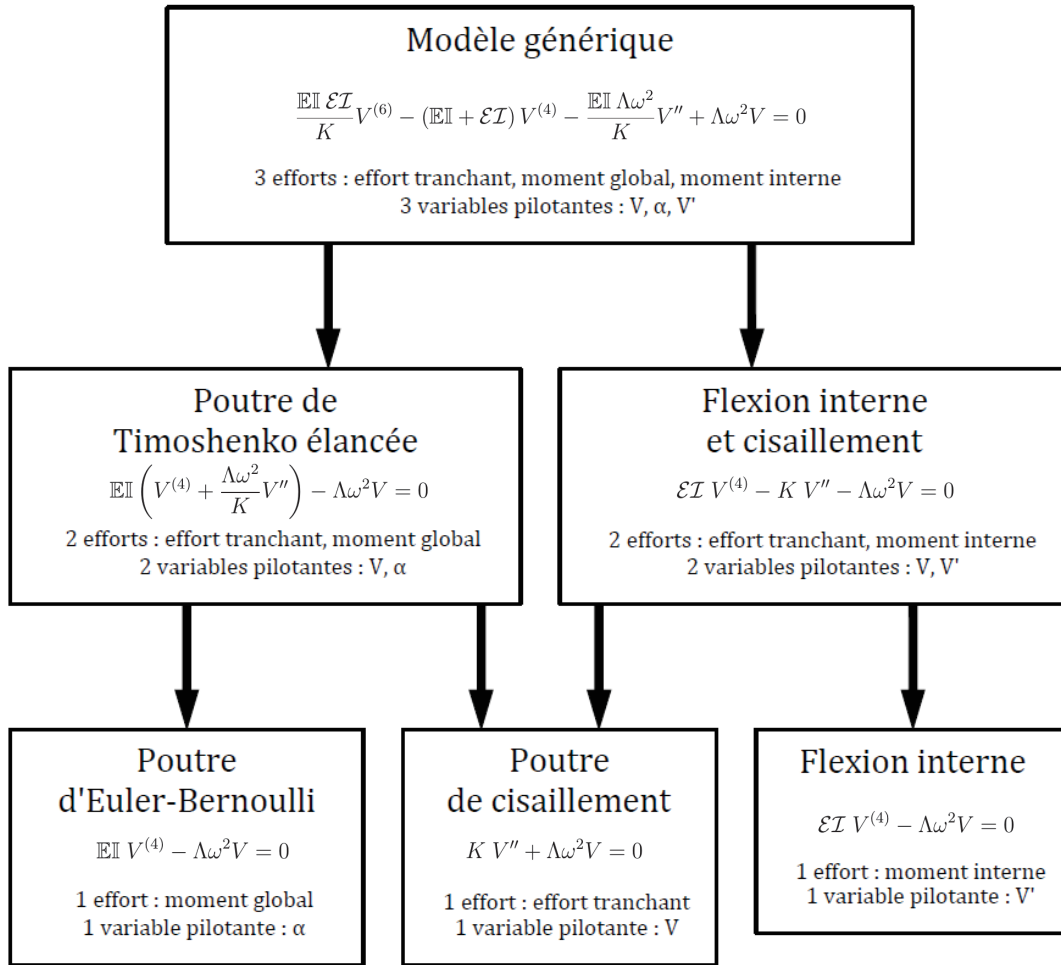 Modèle générique
$\frac{\mathbb{EI}\ \mathcal{EI}}{K}V^{(6)} - (\mathbb{EI} + \mathcal{EI})\,V^{(4)} - \frac{\mathbb{EI}\ \Lambda\omega^2}{K}V'' + \Lambda\omega^2 V = 0$
3 efforts : effort tranchant, moment global, moment interne
3 variables pilotantes : V, α, V'
Poutre de
Timoshenko élancée
$\mathbb{EI}\left(V^{(4)} + \frac{\Lambda\omega^2}{K}V''\right) - \Lambda\omega^2 V = 0$
2 efforts : effort tranchant, moment global
2 variables pilotantes : V, α
Flexion interne
et cisaillement
$\mathcal{EI}\ V^{(4)} - K\ V'' - \Lambda\omega^2 V = 0$
2 efforts : effort tranchant, moment interne
2 variables pilotantes : V, V'
Poutre
d'Euler-Bernoulli
$\mathbb{EI}\ V^{(4)} - \Lambda\omega^2 V = 0$
1 effort : moment global
1 variable pilotante : α
Poutre
de cisaillement
$K\ V'' + \Lambda\omega^2 V = 0$
1 effort : effort tranchant
1 variable pilotante : V
Flexion interne
$\mathcal{EI}\ V^{(4)} - \Lambda\omega^2 V = 0$
1 effort : moment interne
1 variable pilotante : V'